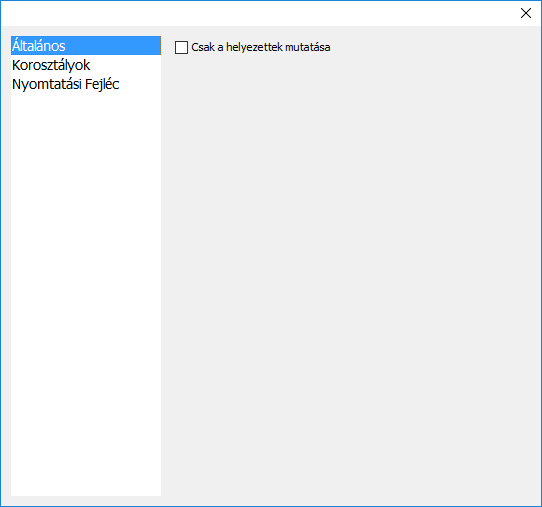 Általános
Korosztályok
Nyomtatási Fejléc
Csak a helyezettek mutatása